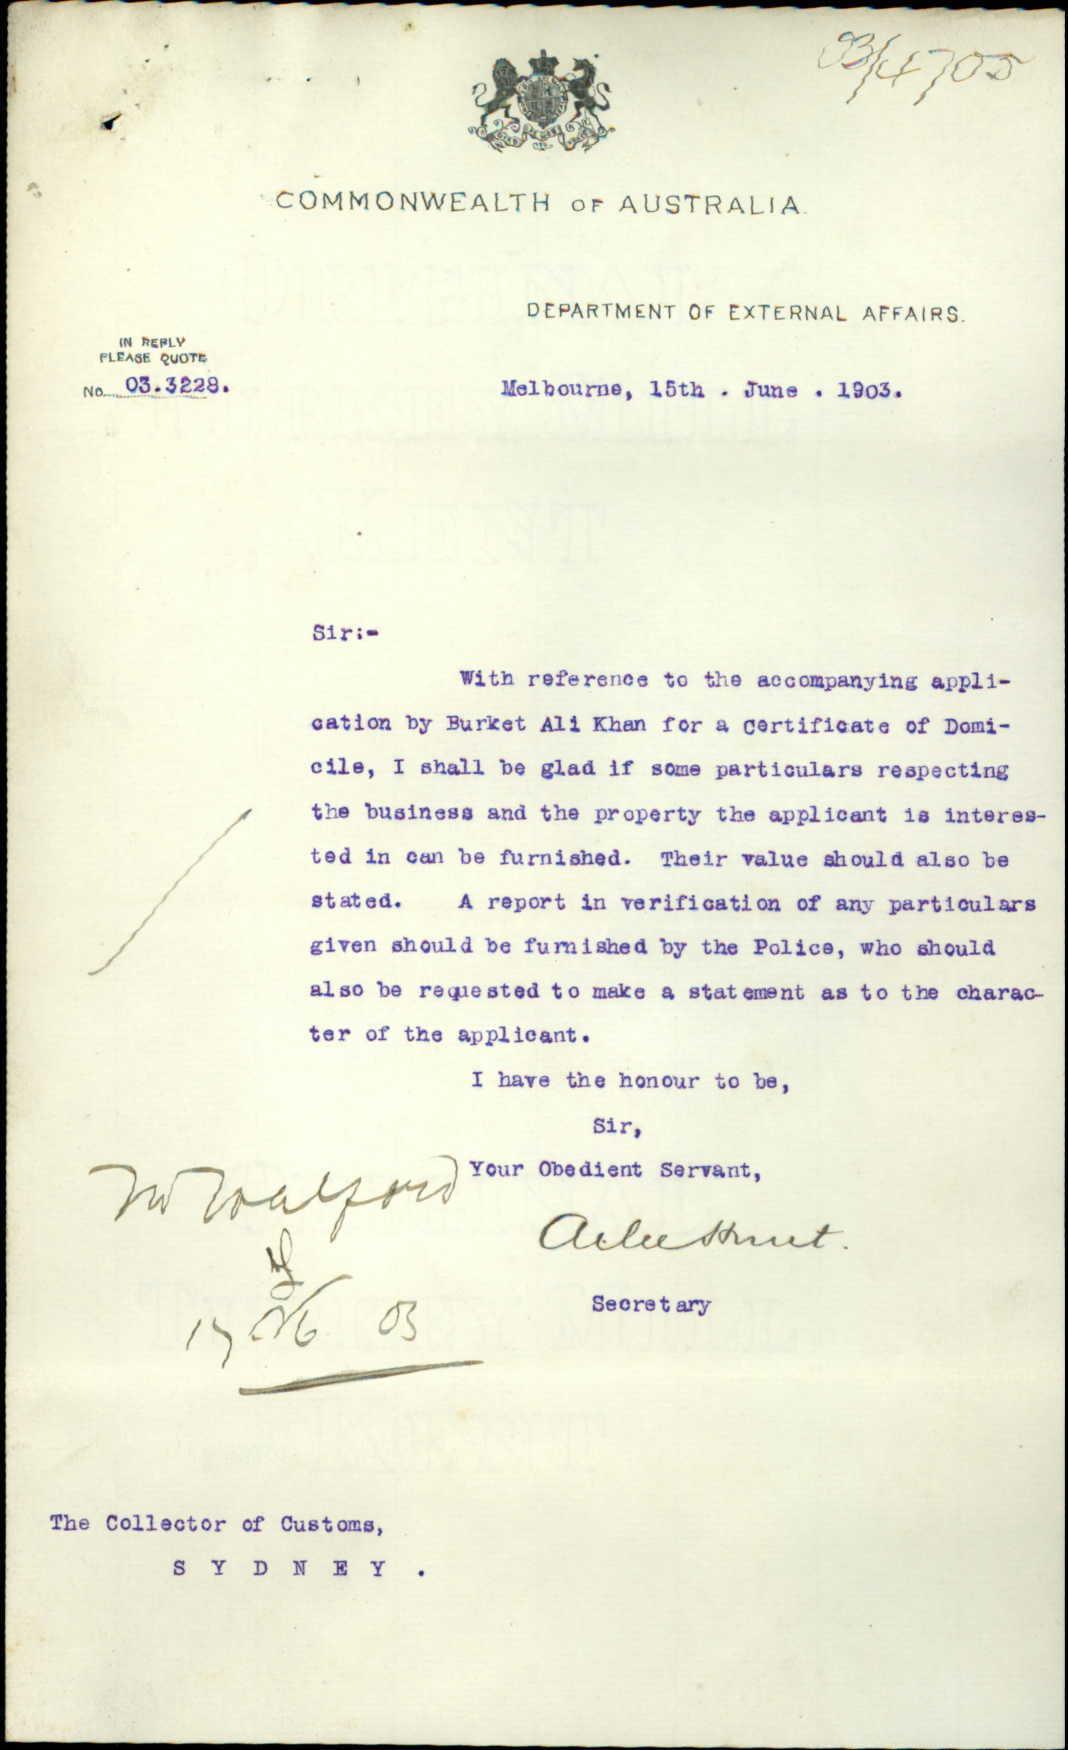 03/4705
COMMONWEALTH OF AUSTRALIA.
DEPARTMENT OF EXTERNAL AFFAIRS.
IN REPLY
PLEASE QUOTE
No. 03.3228.
Melbourne, 15th . June . 1903.
Sir:-
With reference to the accompanying appli-
cation by Burket Ali Khan for a Certificate of Domi-
cile, I shall be glad if some particulars respecting
the business and the property the applicant is interes-
ted in can be furnished. Their value should also be
stated. A report in verification of any particulars
given should be furnished by the Police, who should
also be requested to make a statement as to the charac-
ter of the applicant.
I have the honour to be,
Sir,
Your Obedient Servant,
Atlee Hunt.
Secretary
Mr Walford
17/6 03
The Collector of Customs,
S Y D N E Y .